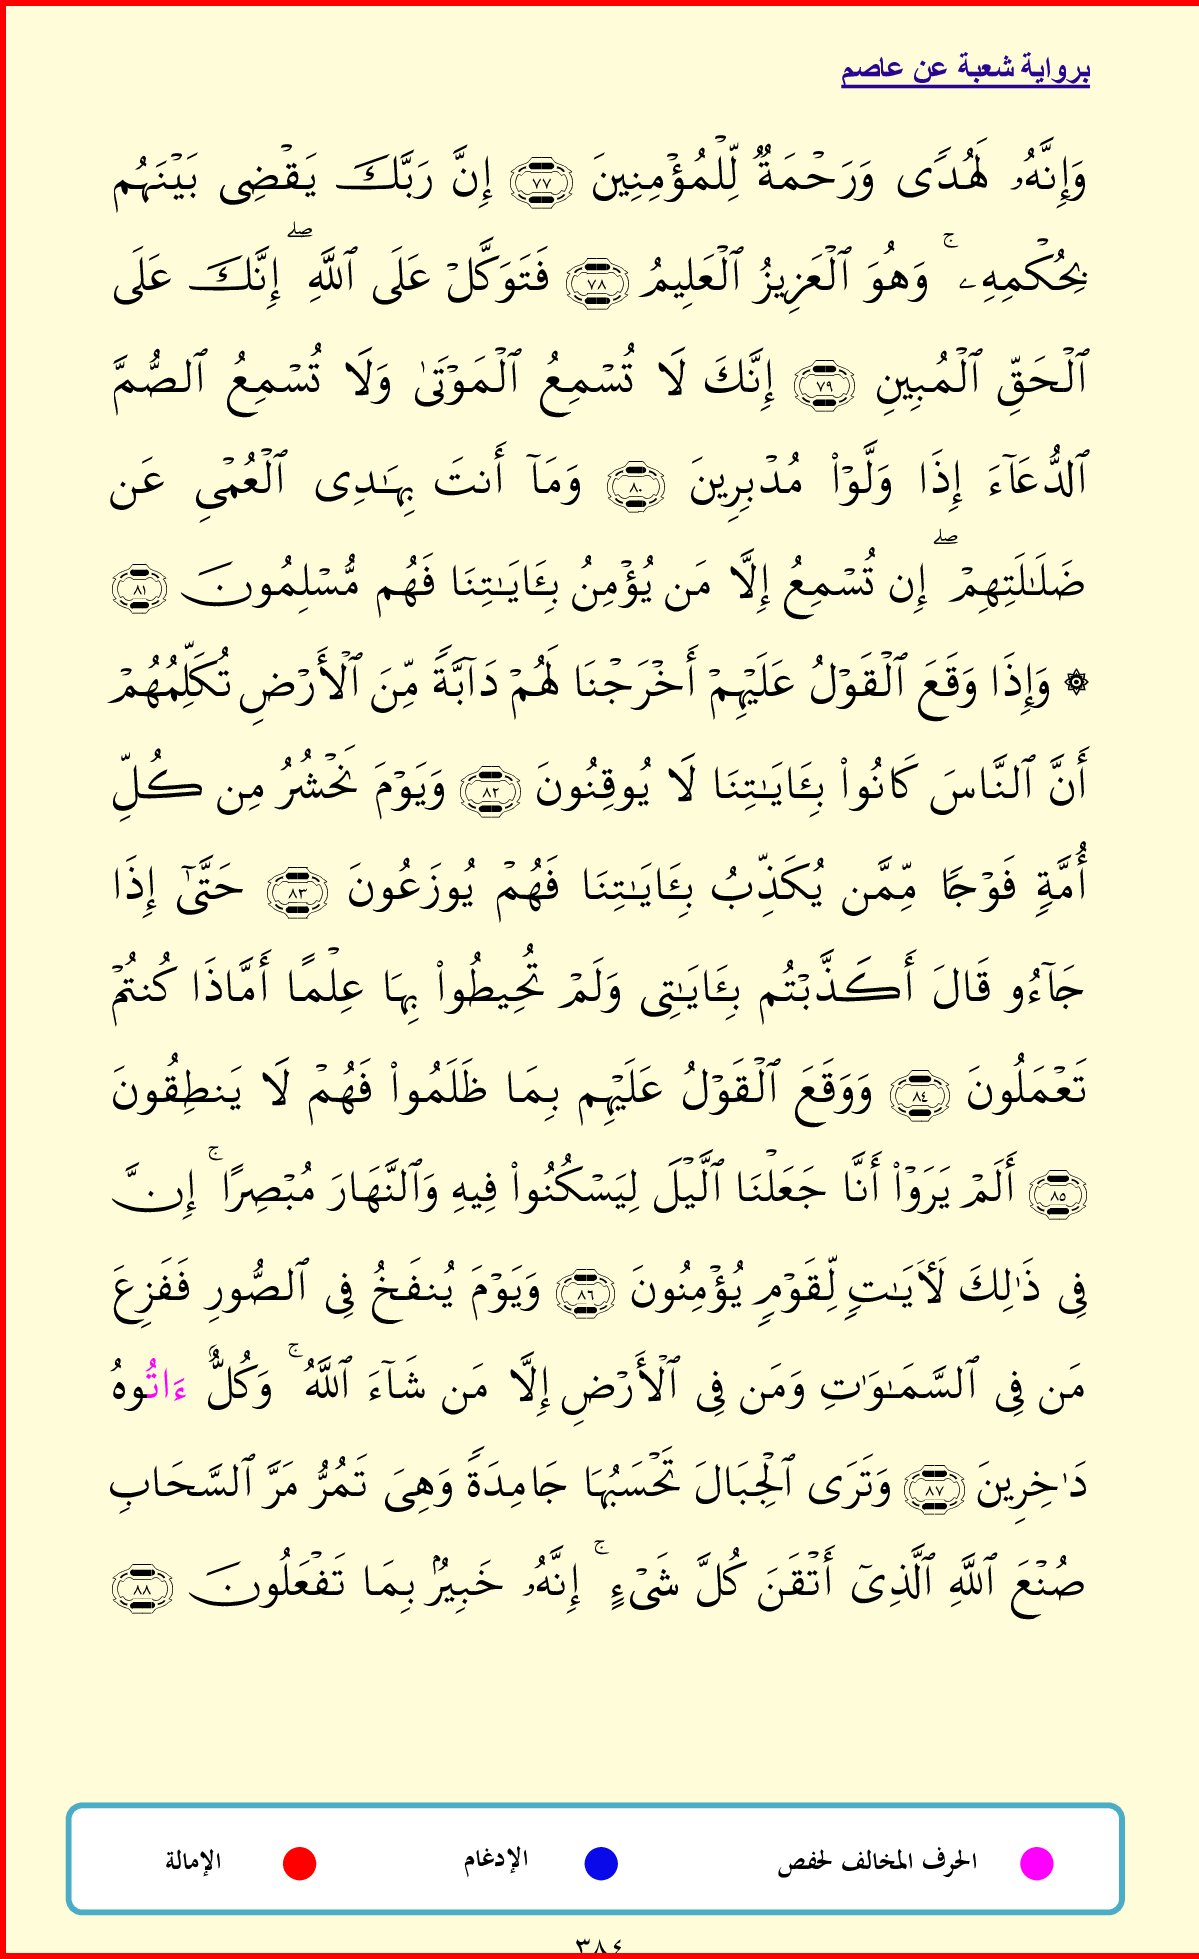 برواية شعبة عن عاصم
وَإِنَّهُۥ لَهُدًى وَرَحْمَةٌ لِّلْمُؤْمِنِينَ ٧٧ إِنَّ رَبَّكَ يَقْضِى بَيْنَهُم
بِحُكْمِهِۦ ۚ وَهُوَ ٱلْعَزِيزُ ٱلْعَلِيمُ ٧٨ فَتَوَكَّلْ عَلَى ٱللَّهِ ۖ إِنَّكَ عَلَى
ٱلْحَقِّ ٱلْمُبِينِ ٧٩ إِنَّكَ لَا تُسْمِعُ ٱلْمَوْتَىٰ وَلَا تُسْمِعُ ٱلصُّمَّ
ٱلدُّعَآءَ إِذَا وَلَّوْا۟ مُدْبِرِينَ ٨٠ وَمَآ أَنتَ بِهَـٰدِى ٱلْعُمْىِ عَن
ضَلَـٰلَتِهِمْ ۖ إِن تُسْمِعُ إِلَّا مَن يُؤْمِنُ بِـَٔايَـٰتِنَا فَهُم مُّسْلِمُونَ ٨١
۞ وَإِذَا وَقَعَ ٱلْقَوْلُ عَلَيْهِمْ أَخْرَجْنَا لَهُمْ دَآبَّةً مِّنَ ٱلْأَرْضِ تُكَلِّمُهُمْ
أَنَّ ٱلنَّاسَ كَانُوا۟ بِـَٔايَـٰتِنَا لَا يُوقِنُونَ ٨٢ وَيَوْمَ نَحْشُرُ مِن كُلِّ
أُمَّةٍ فَوْجًا مِّمَّن يُكَذِّبُ بِـَٔايَـٰتِنَا فَهُمْ يُوزَعُونَ ٨٣ حَتَّىٰٓ إِذَا
جَآءُو قَالَ أَكَذَّبْتُم بِـَٔايَـٰتِى وَلَمْ تُحِيطُوا۟ بِهَا عِلْمًا أَمَّاذَا كُنتُمْ
تَعْمَلُونَ ٨٤ وَوَقَعَ ٱلْقَوْلُ عَلَيْهِم بِمَا ظَلَمُوا۟ فَهُمْ لَا يَنطِقُونَ
٨٥ أَلَمْ يَرَوْا۟ أَنَّا جَعَلْنَا ٱلَّيْلَ لِيَسْكُنُوا۟ فِيهِ وَٱلنَّهَارَ مُبْصِرًا ۚ إِنَّ
فِى ذَٰلِكَ لَـَٔايَـٰتٍ لِّقَوْمٍ يُؤْمِنُونَ ٨٦ وَيَوْمَ يُنفَخُ فِى ٱلصُّورِ فَفَزِعَ
مَن فِى ٱلسَّمَـٰوَٰتِ وَمَن فِى ٱلْأَرْضِ إِلَّا مَن شَآءَ ٱللَّهُ ۚ وَكُلٌّ ءَاتُوهُ
دَٰخِرِينَ ٨٧ وَتَرَى ٱلْجِبَالَ تَحْسَبُهَا جَامِدَةً وَهِىَ تَمُرُّ مَرَّ ٱلسَّحَابِ
صُنْعَ ٱللَّهِ ٱلَّذِىٓ أَتْقَنَ كُلَّ شَىْءٍ ۚ إِنَّهُۥ خَبِيرٌۢ بِمَا تَفْعَلُونَ ٨٨
الحرف المخالف لحفص الإدغام الإمالة
٣٨٤